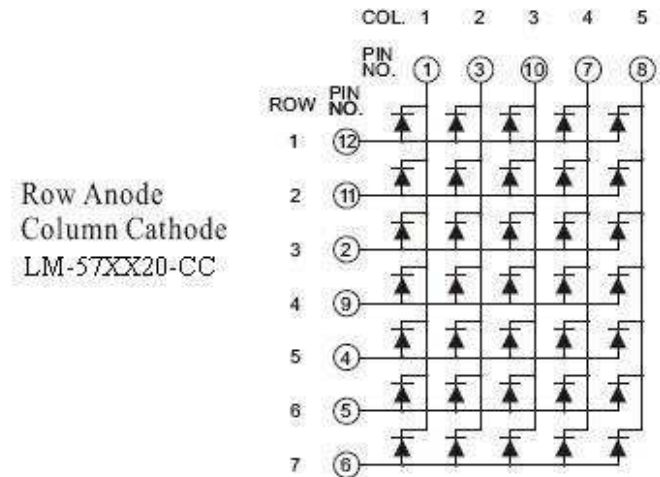 COL. 1 2 3 4 5
PIN
NO. 1 3 10 7 8
ROW PIN
NO.
1 12
2 11
3 2
4 9
5 4
6 5
7 6
Row Anode
Column Cathode
LM-57XX20-CC